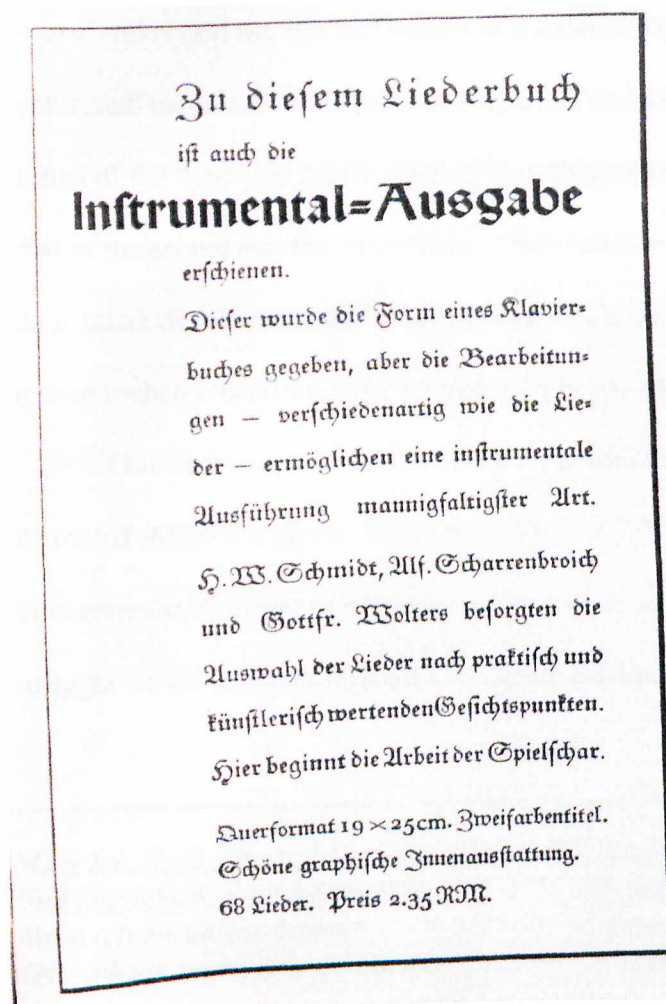 Zu diesem Liederbuch
ist auch die
Instrumental=Ausgabe
erschienen.
Dieser wurde die Form eines Klavier=
buches gegeben, aber die Bearbeitun=
gen — verschiedenartig wie die Lie=
der — ermöglichen eine instrumentale
Ausführung mannigfaltigster Art.
H. W. Schmidt, Alf. Scharrenbroich
und Gottfr. Wolters besorgten die
Auswahl der Lieder nach praktisch und
künstlerisch wertenden Gesichtspunkten.
Hier beginnt die Arbeit der Spielschar.
Querformat 19 × 25cm. Zweifarbentitel.
Schöne graphische Innenausstattung.
68 Lieder. Preis 2.35 RM.